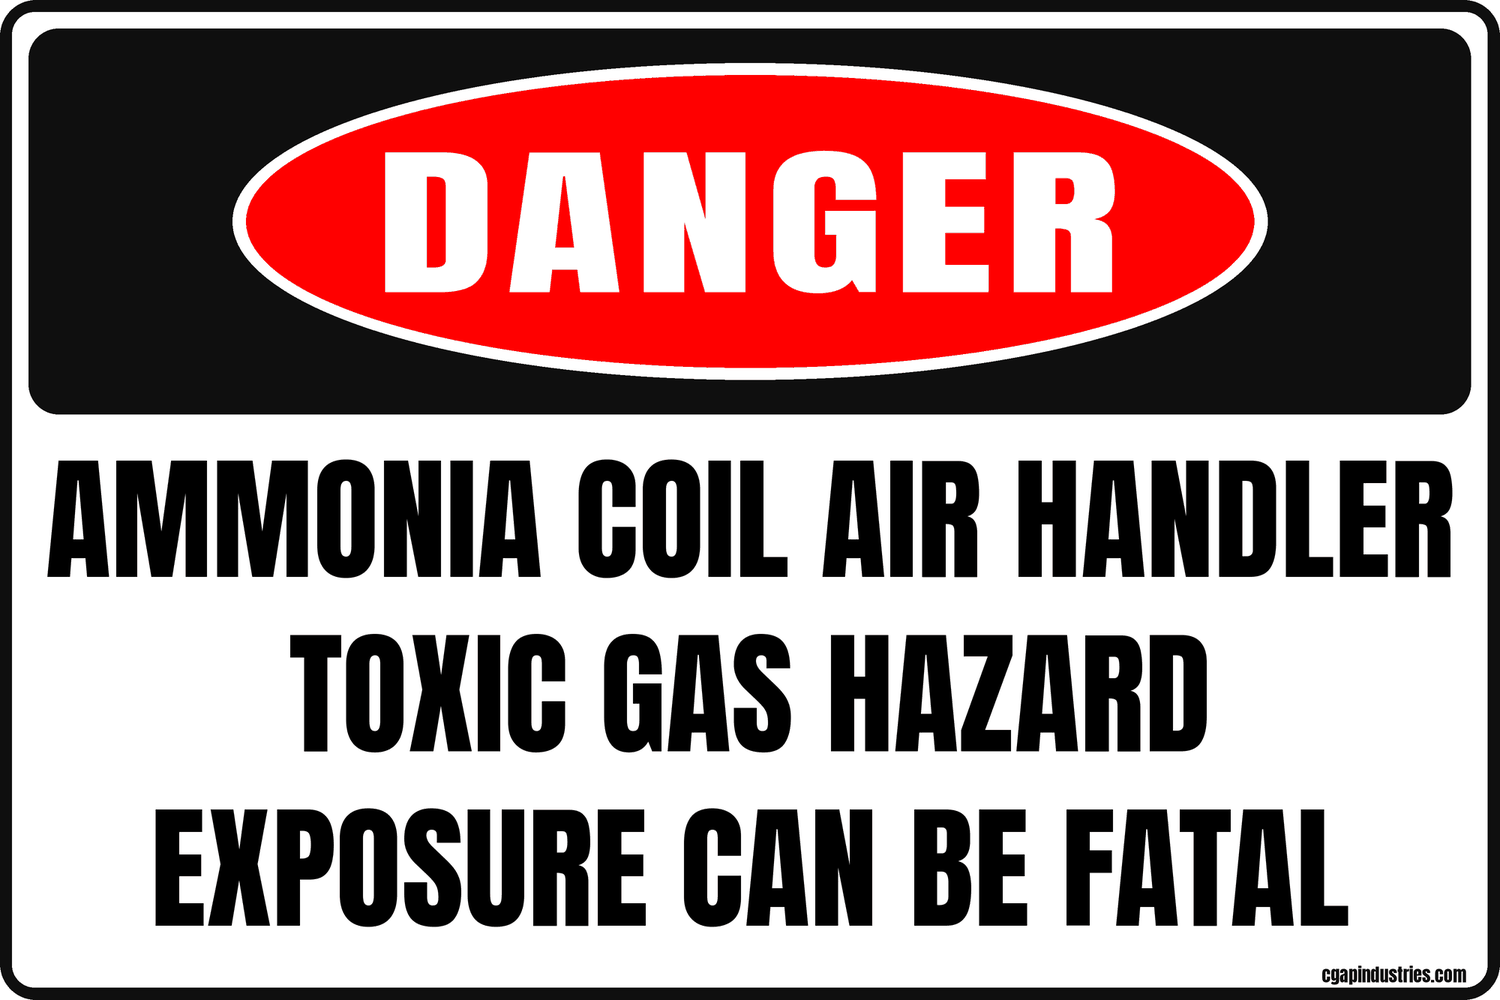 DANGER
AMMONIA COIL AIR HANDLER
TOXIC GAS HAZARD
EXPOSURE CAN BE FATAL
cgapindustries.com